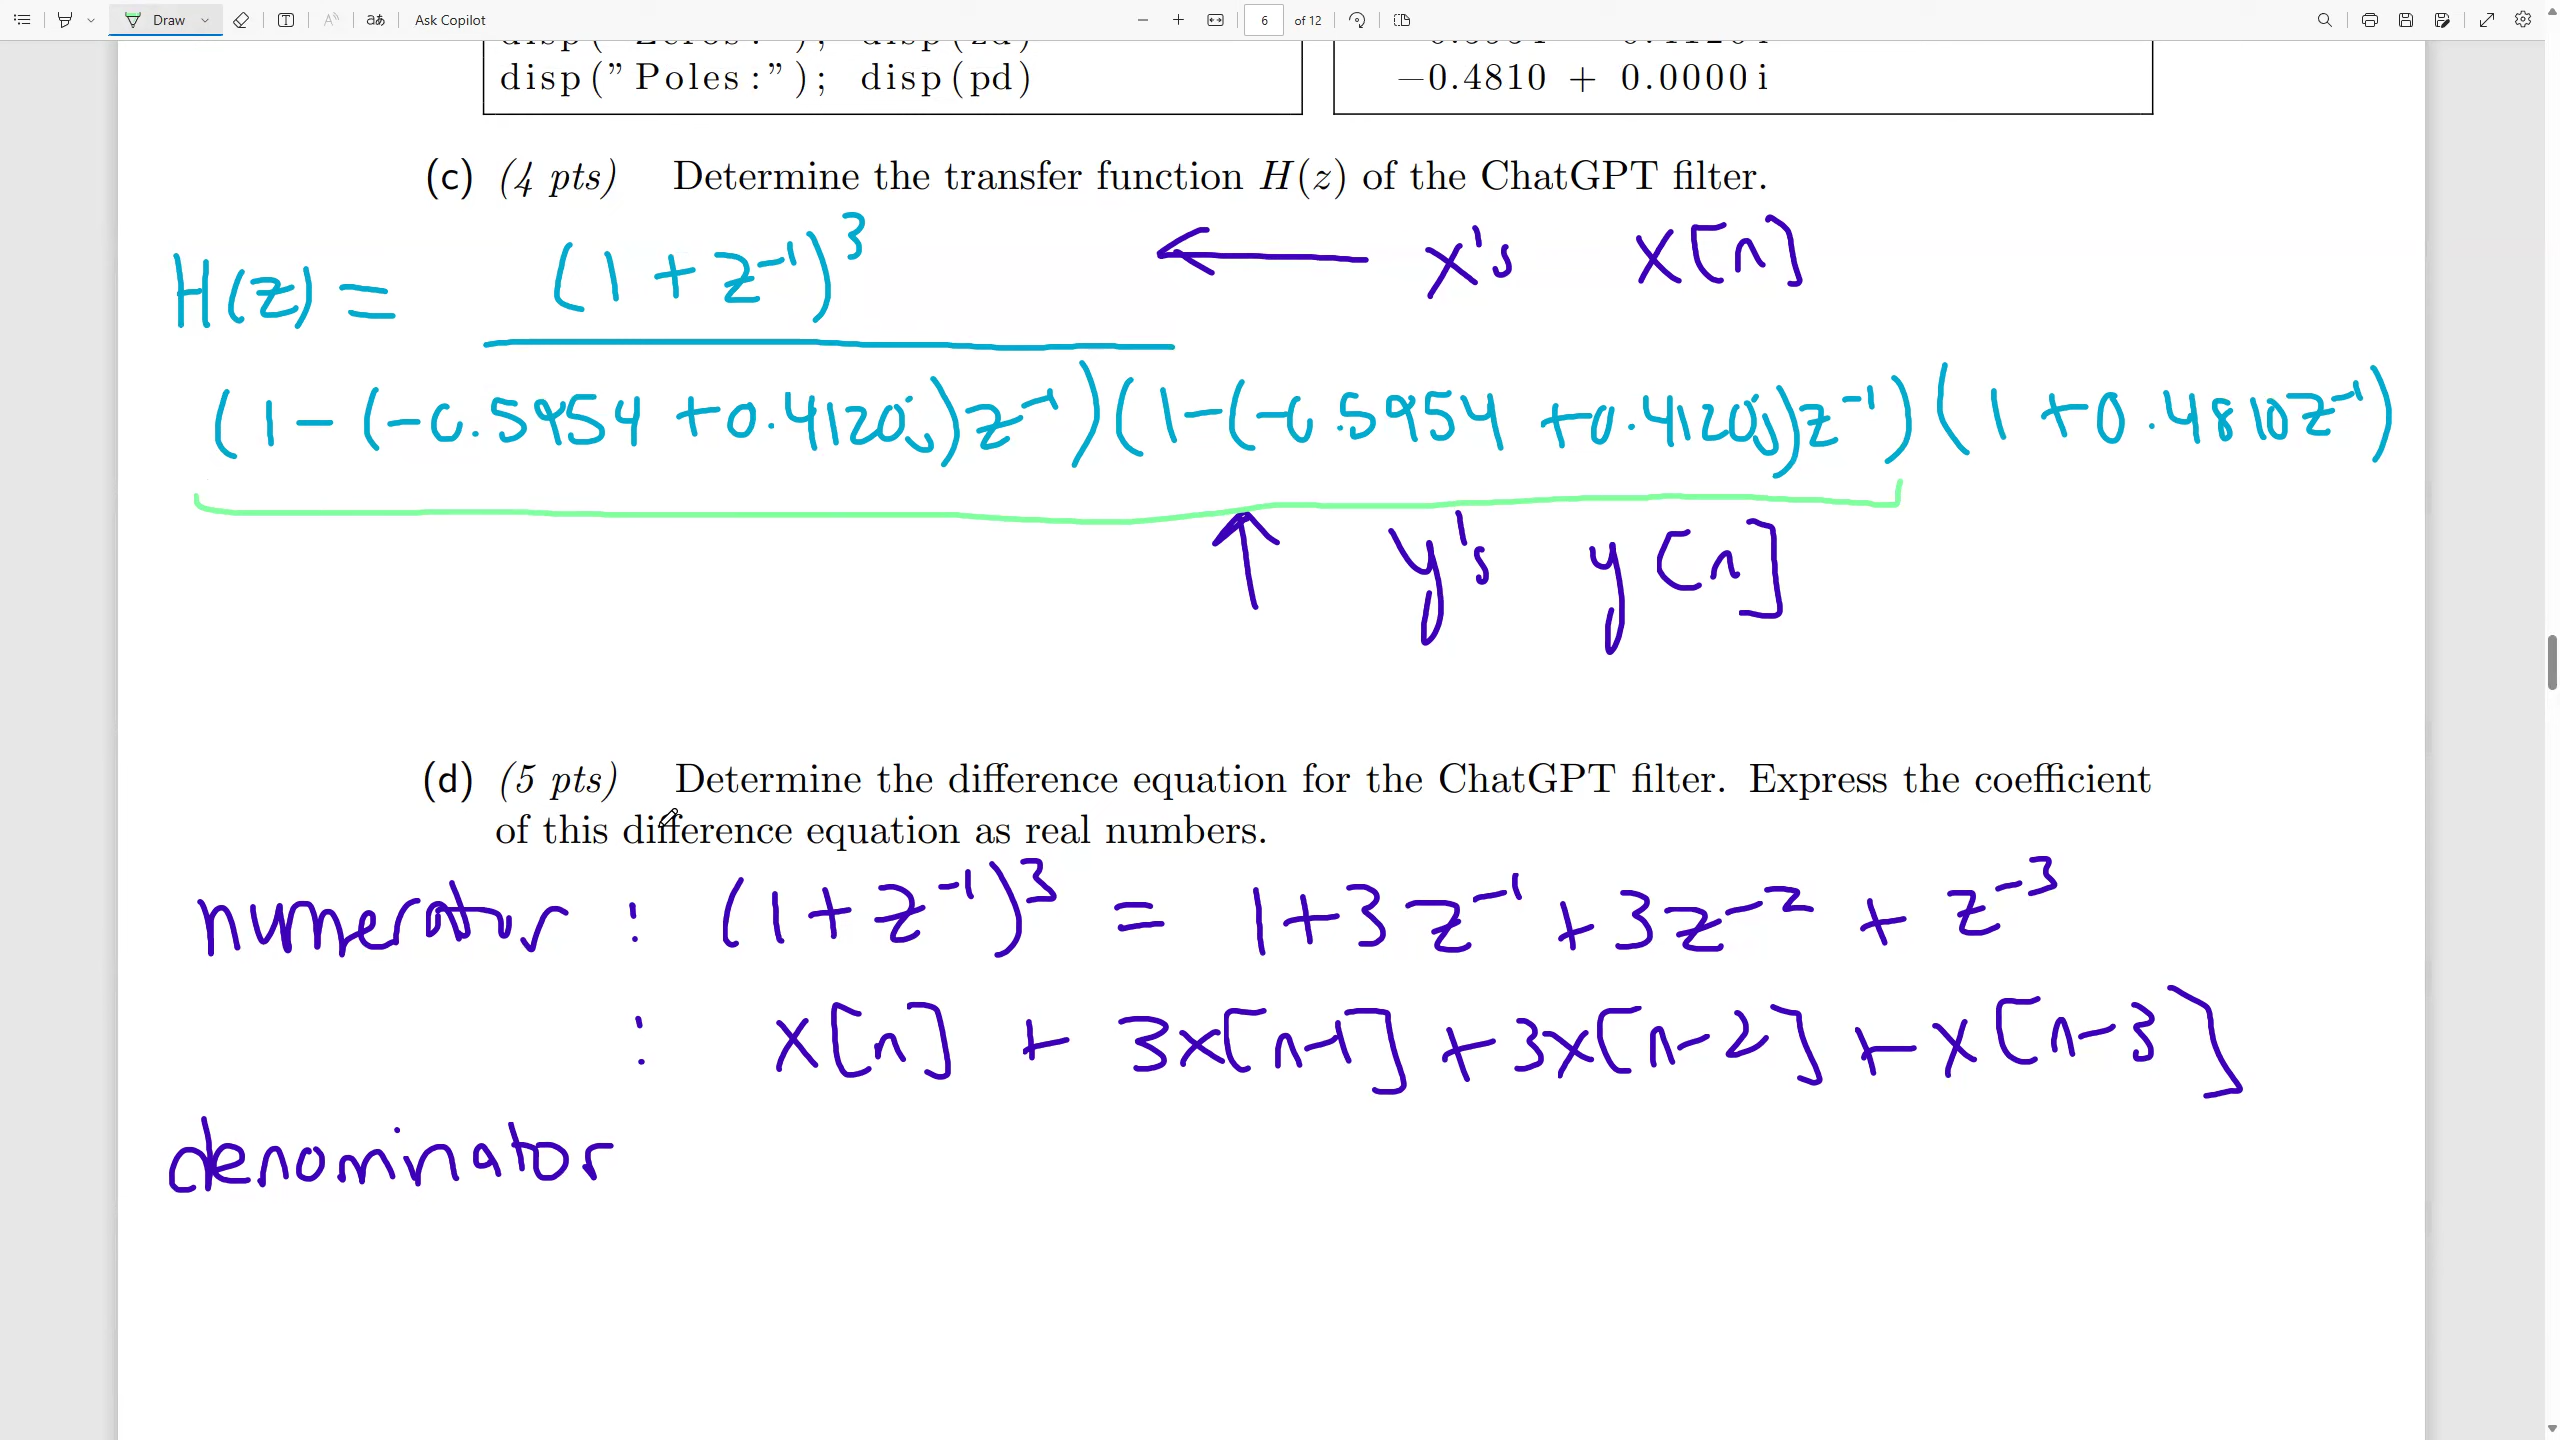 Draw Ask Copilot 6 of 12
disp("Poles:"); disp(pd)
−0.4810 + 0.0000i
(c) (4 pts) Determine the transfer function H(z) of the ChatGPT filter.
H(z) = (1 + z⁻¹)³ ← x's x[n]
(1 − (−0.5954 + 0.4120j)z⁻¹)(1 − (−0.5954 + 0.4120j)z⁻¹)(1 + 0.4810z⁻¹)
↑ y's y[n]
(d) (5 pts) Determine the difference equation for the ChatGPT filter. Express the coefficient
of this difference equation as real numbers.
numerator : (1 + z⁻¹)³ = 1 + 3z⁻¹ + 3z⁻² + z⁻³
: x[n] + 3x[n-1] + 3x[n-2] + x[n-3]
denominator